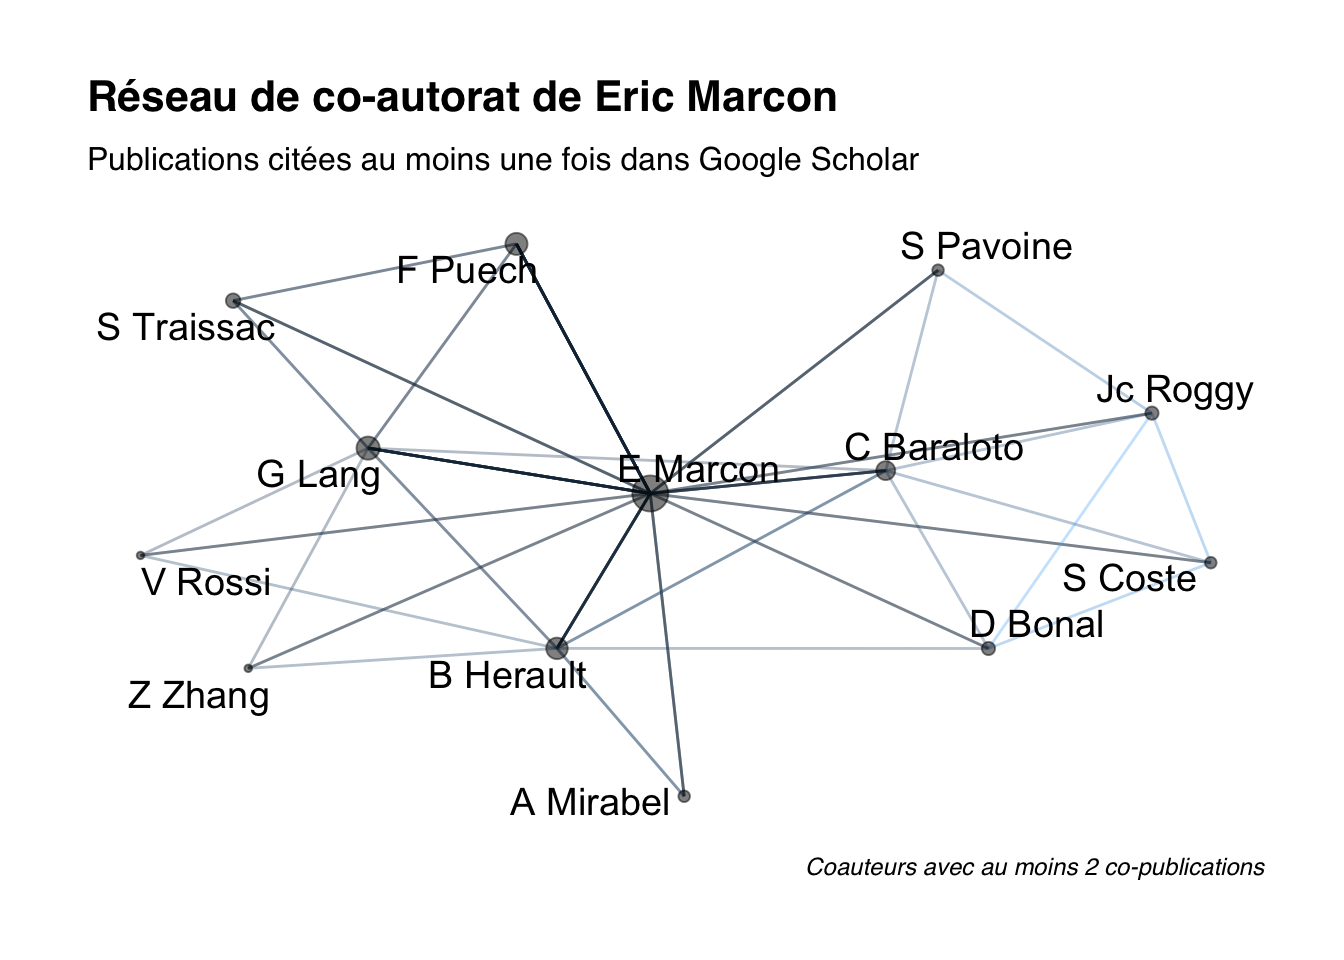 Réseau de co-autorat de Eric Marcon
Publications citées au moins une fois dans Google Scholar
S Pavoine
F Puech
S Traissac
Jc Roggy
C Baraloto
E Marcon
G Lang
V Rossi
S Coste
D Bonal
B Herault
Z Zhang
A Mirabel
Coauteurs avec au moins 2 co-publications